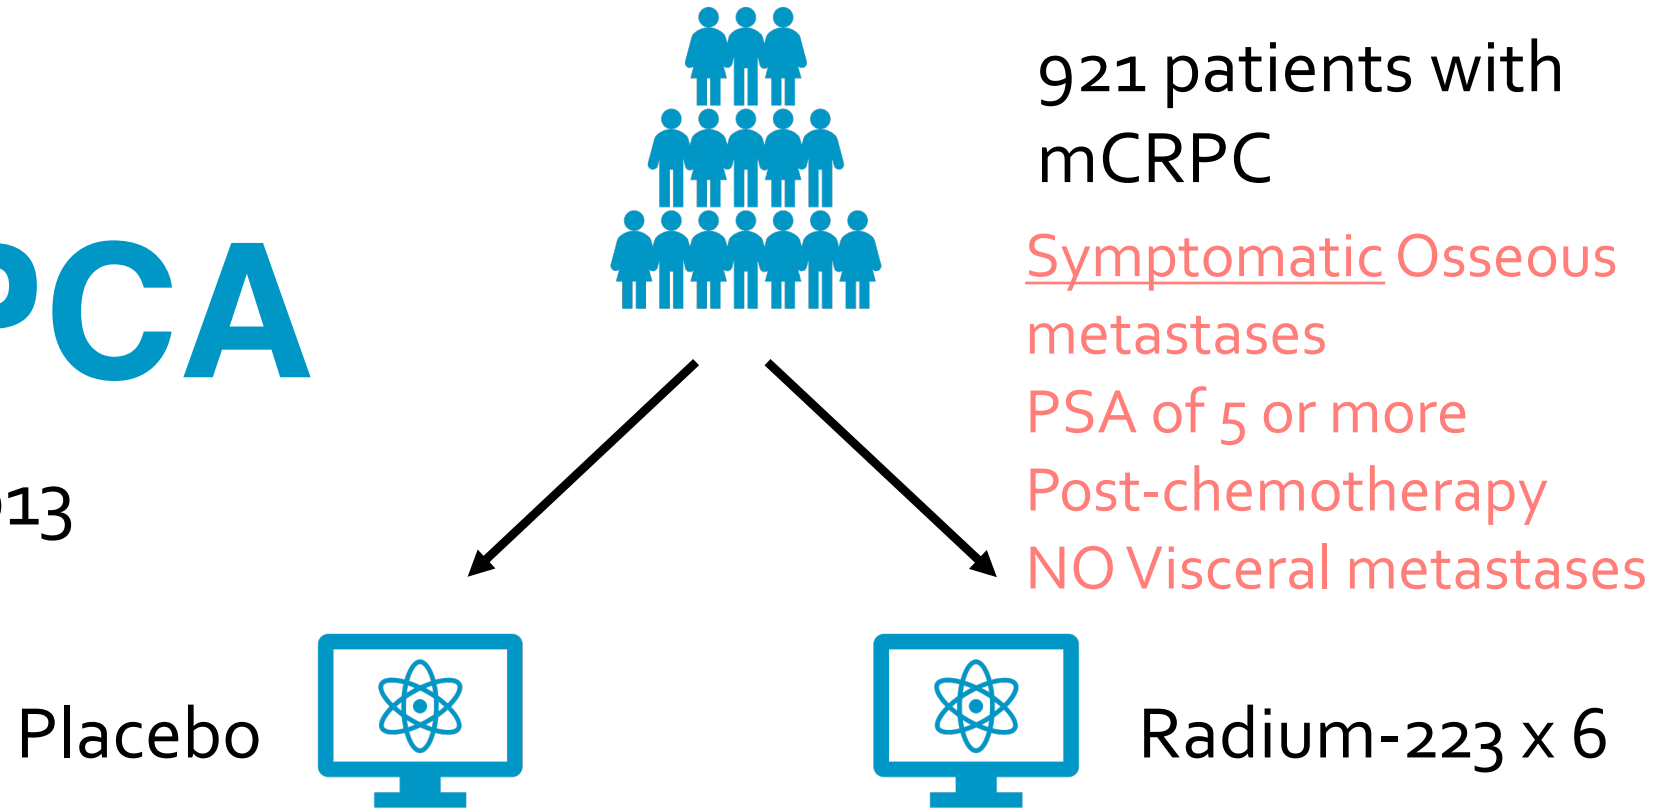 921 patients with
mCRPC
Symptomatic Osseous
metastases
PSA of 5 or more
Post-chemotherapy
NO Visceral metastases
PCA
13
Placebo
Radium-223 x 6